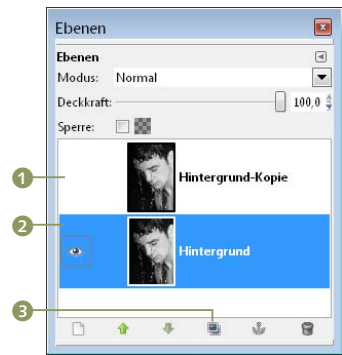 Ebenen
Ebenen
Modus: Normal
Deckkraft: 100,0
Sperre:
1 Hintergrund-Kopie
2 Hintergrund
3